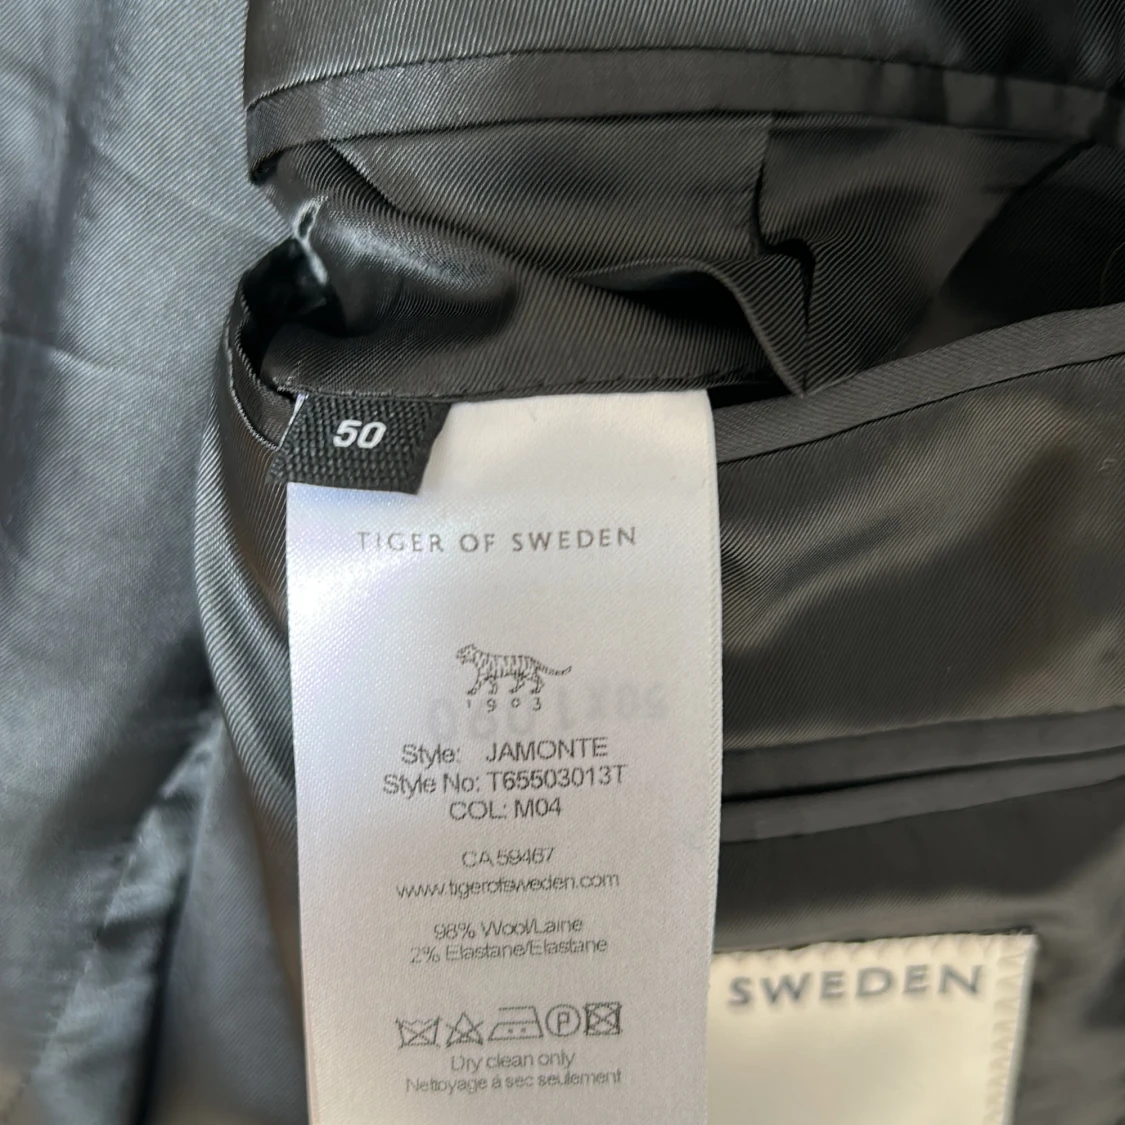 50
TIGER OF SWEDEN
1903
Style: JAMONTE
Style No: T65503013T
COL: M04
CA 59467
www.tigerofsweden.com
98% Wool/Laine
2% Elastane/Elastane
P
Dry clean only
Nettoyage à sec seulement
SWEDEN